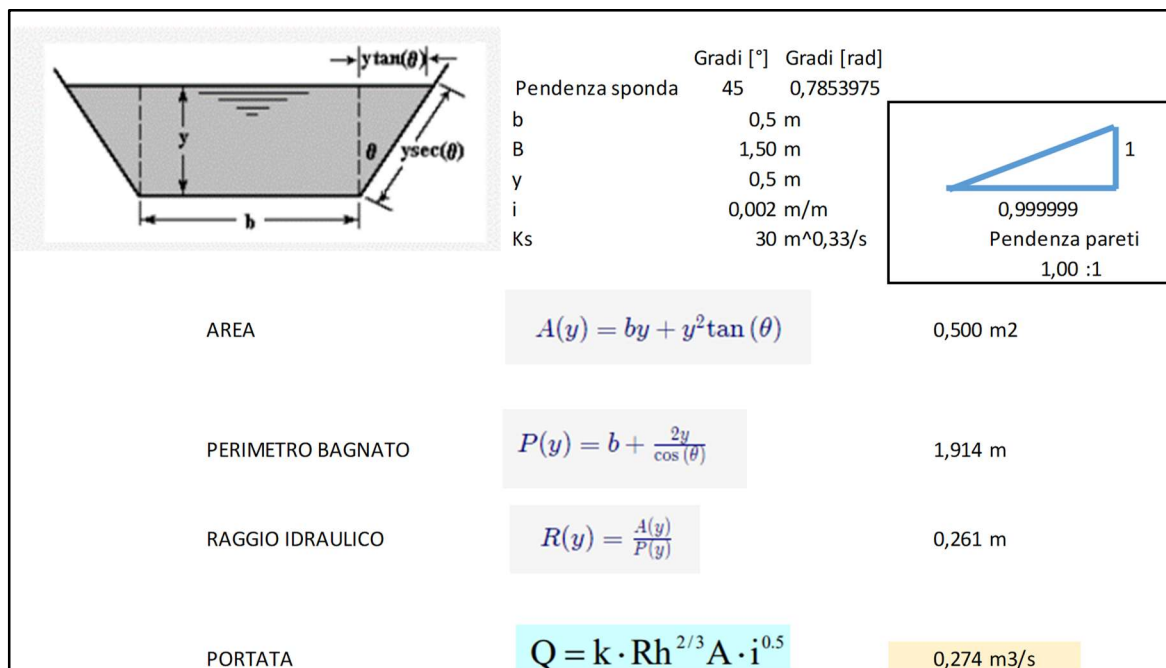 y tan(θ)
y
θ
ysec(θ)
b
Gradi [°] Gradi [rad]
Pendenza sponda 45 0,7853975
b 0,5 m
B 1,50 m
y 0,5 m
i 0,002 m/m
Ks 30 m^0,33/s
1
0,999999
Pendenza pareti
1,00 :1
AREA A(y) = by + y²tan (θ) 0,500 m2
PERIMETRO BAGNATO P(y) = b + 2y/cos (θ) 1,914 m
RAGGIO IDRAULICO R(y) = A(y)/P(y) 0,261 m
PORTATA Q = k · Rh^2/3 A · i^0.5 0,274 m3/s